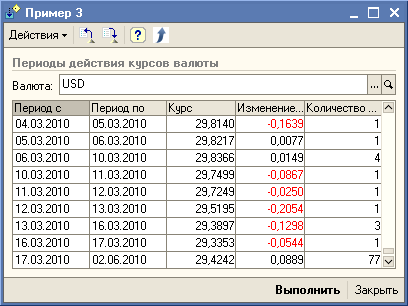 Пример 3
Действия
Периоды действия курсов валюты
Валюта: USD ...
Период с Период по Курс Изменение... Количество ...
04.03.2010 05.03.2010 29,8140 -0,1639 1
05.03.2010 06.03.2010 29,8217 0,0077 1
06.03.2010 10.03.2010 29,8366 0,0149 4
10.03.2010 11.03.2010 29,7499 -0,0867 1
11.03.2010 12.03.2010 29,7249 -0,0250 1
12.03.2010 13.03.2010 29,5195 -0,2054 1
13.03.2010 16.03.2010 29,3897 -0,1298 3
16.03.2010 17.03.2010 29,3353 -0,0544 1
17.03.2010 02.06.2010 29,4242 0,0889 77
Выполнить Закрыть